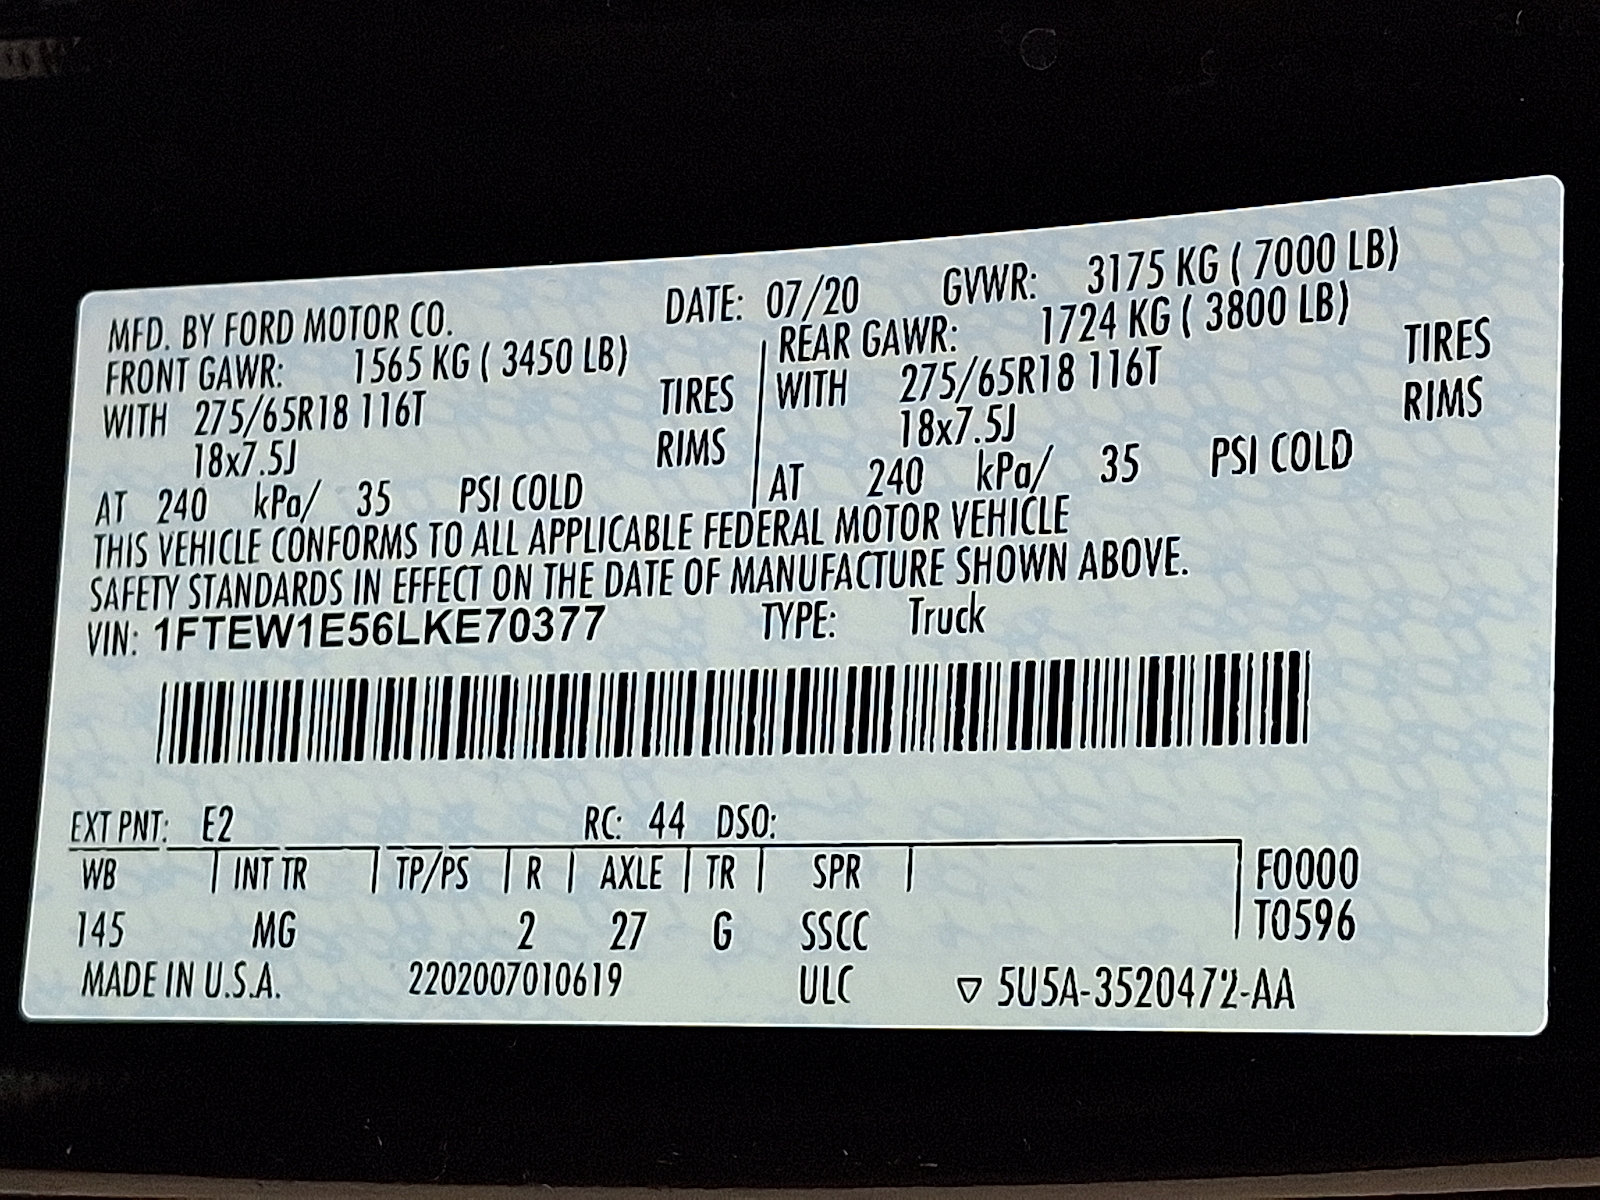 MFD. BY FORD MOTOR CO. DATE: 07/20 GVWR: 3175 KG ( 7000 LB)
FRONT GAWR: 1565 KG ( 3450 LB) REAR GAWR: 1724 KG ( 3800 LB)
WITH 275/65R18 116T TIRES WITH 275/65R18 116T TIRES
18x7.5J RIMS 18x7.5J RIMS
AT 240 kPa/ 35 PSI COLD AT 240 kPa/ 35 PSI COLD
THIS VEHICLE CONFORMS TO ALL APPLICABLE FEDERAL MOTOR VEHICLE
SAFETY STANDARDS IN EFFECT ON THE DATE OF MANUFACTURE SHOWN ABOVE.
VIN: 1FTEW1E56LKE70377 TYPE: Truck
EXT PNT: E2 RC: 44 DSO:
WB INT TR TP/PS R AXLE TR SPR F0000
145 MG 2 27 G SSCC T0596
MADE IN U.S.A. 2202007010619 ULC ▽ 5U5A-3520472-AA